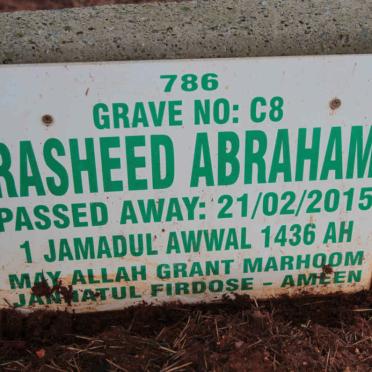 786
GRAVE NO: C8
RASHEED ABRAHAM
PASSED AWAY: 21/02/2015
1 JAMADUL AWWAL 1436 AH
MAY ALLAH GRANT MARHOOM
JANNATUL FIRDOSE - AMEEN